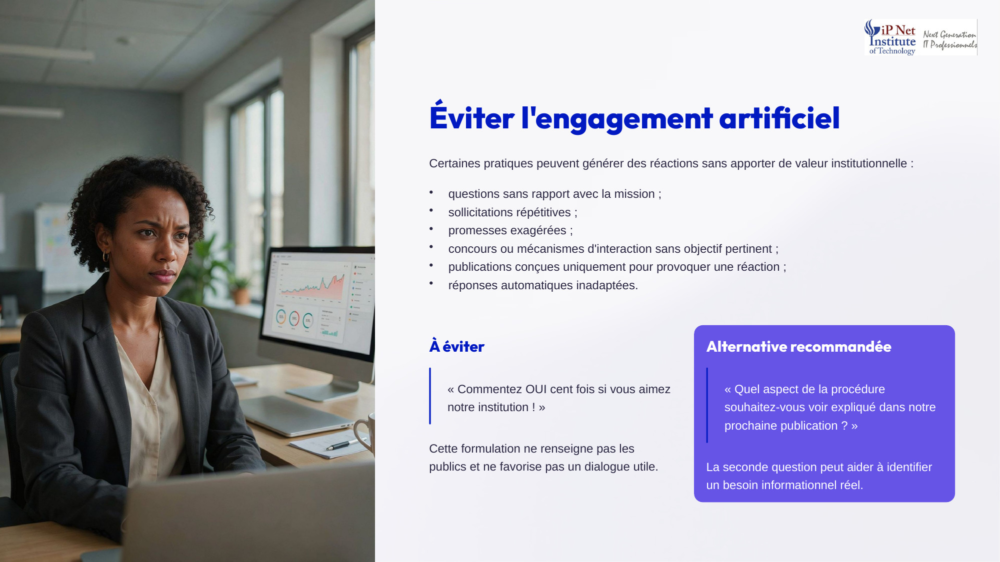 iP Net
Institute
of Technology
Next Generation
IT Professionnels
Éviter l'engagement artificiel
Certaines pratiques peuvent générer des réactions sans apporter de valeur institutionnelle :
• questions sans rapport avec la mission ;
• sollicitations répétitives ;
• promesses exagérées ;
• concours ou mécanismes d'interaction sans objectif pertinent ;
• publications conçues uniquement pour provoquer une réaction ;
• réponses automatiques inadaptées.
À éviter
« Commentez OUI cent fois si vous aimez
notre institution ! »
Cette formulation ne renseigne pas les
publics et ne favorise pas un dialogue utile.
Alternative recommandée
« Quel aspect de la procédure
souhaitez-vous voir expliqué dans notre
prochaine publication ? »
La seconde question peut aider à identifier
un besoin informationnel réel.